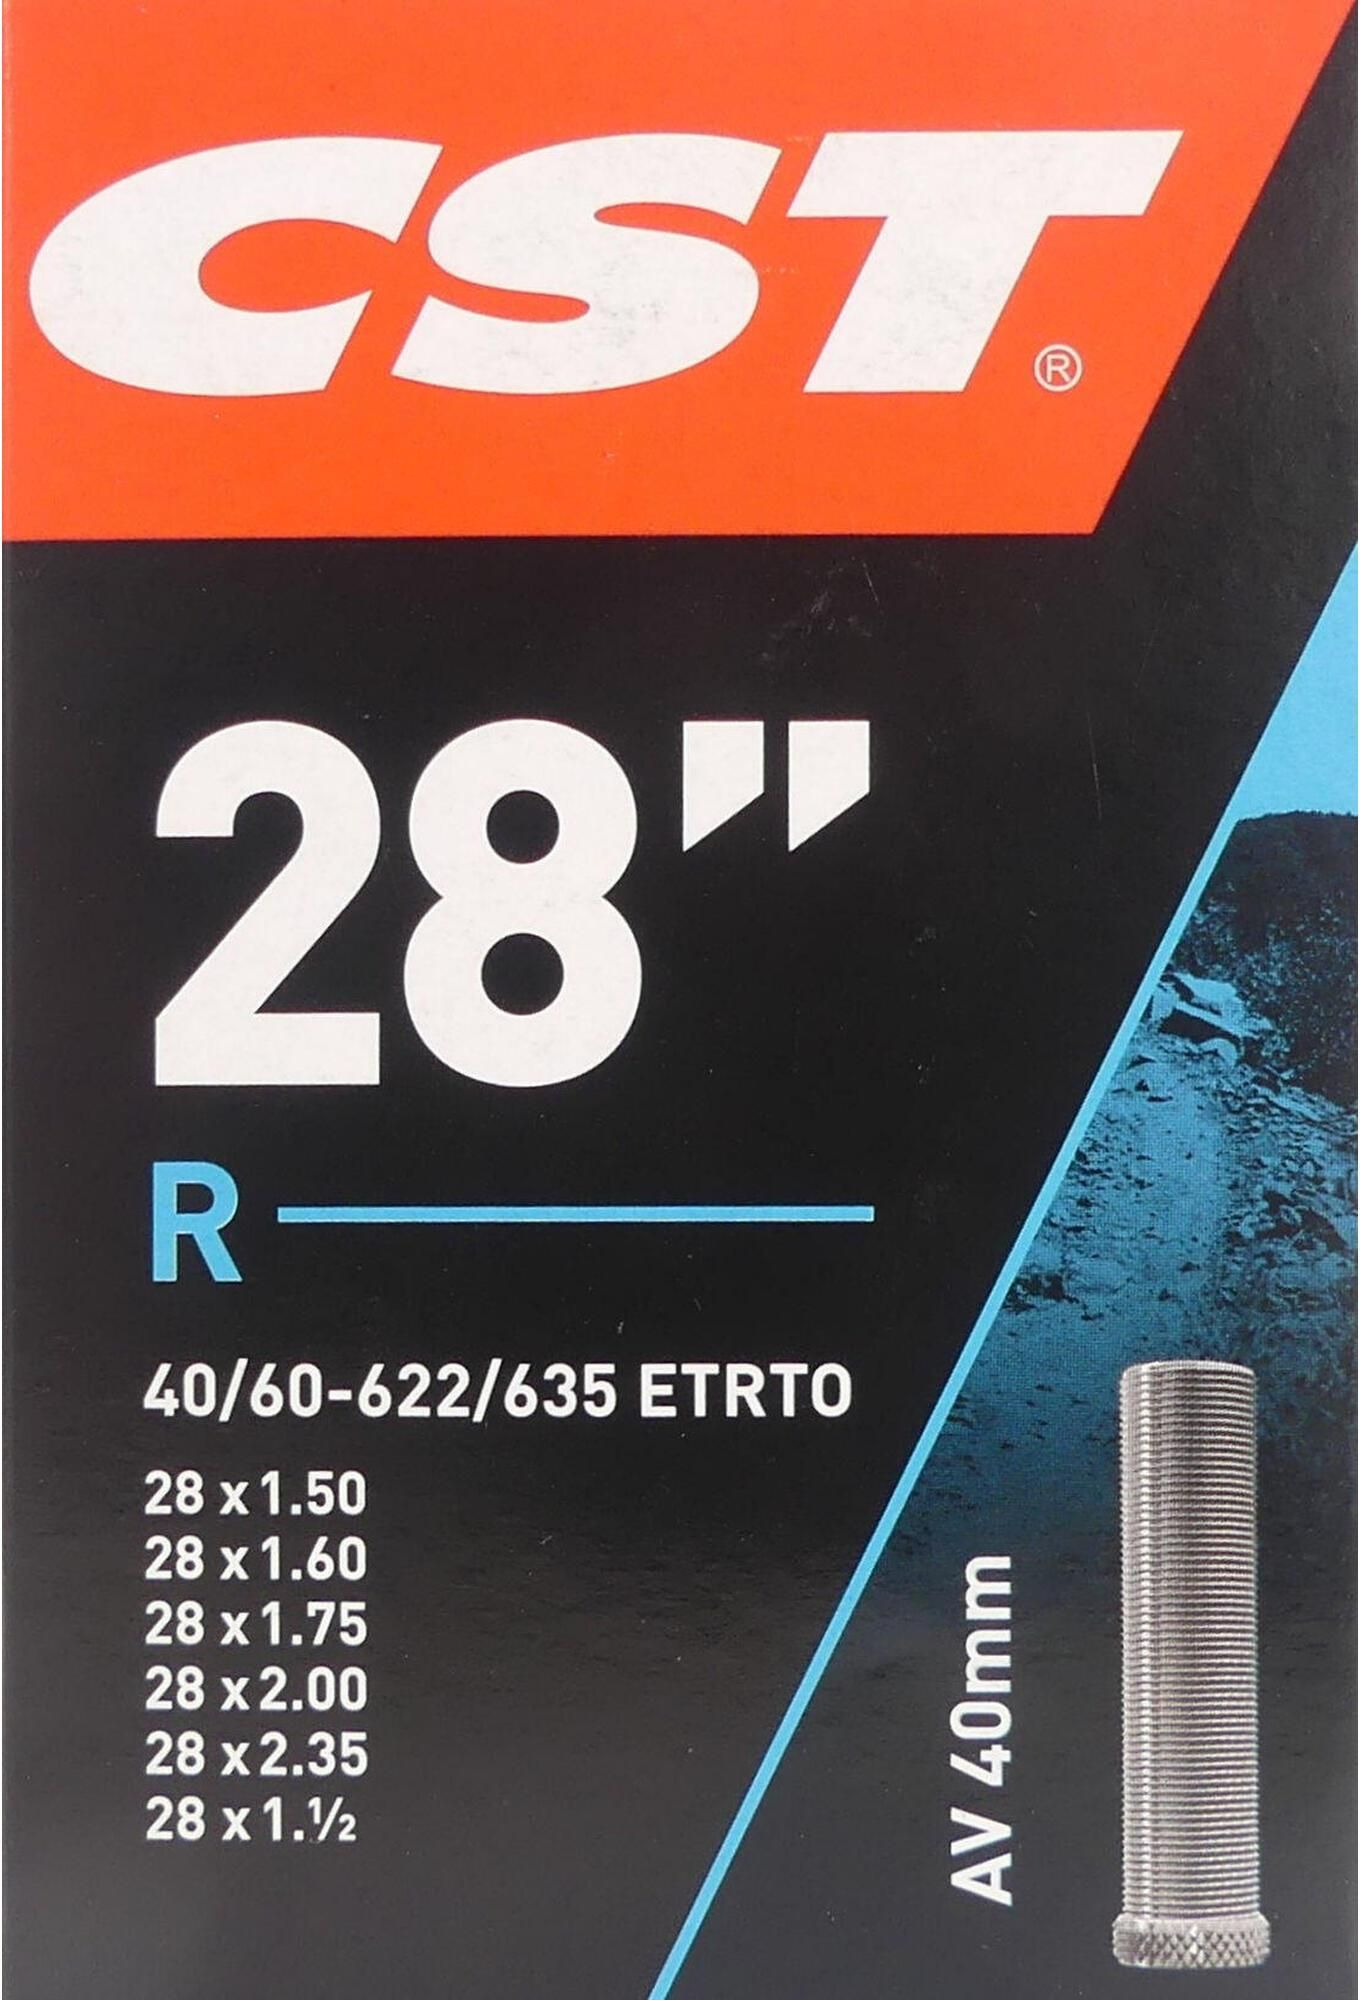 CST®
28"
R
40/60-622/635 ETRTO
28 x 1.50
28 x 1.60
28 x 1.75
28 x 2.00
28 x 2.35
28 x 1.½
AV 40mm